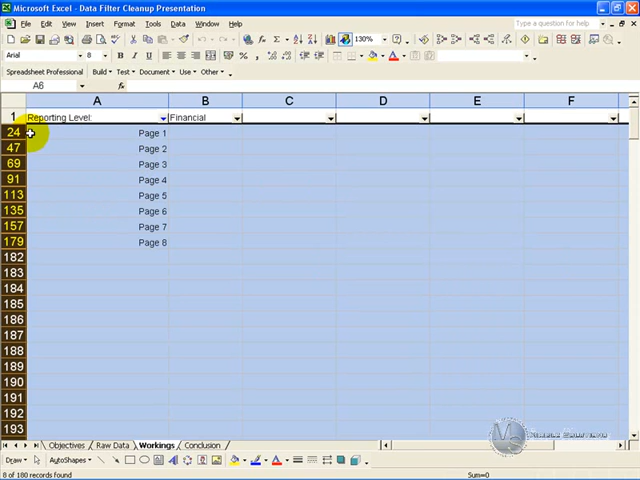 Microsoft Excel - Data Filter Cleanup Presentation
File Edit View Insert Format Tools Data Window Help
Type a question for help
Arial 8 130%
Spreadsheet Professional Build Test Document Use Other
A6 fx
A B C D E F
1 Reporting Level: Financial
24 Page 1
47 Page 2
69 Page 3
91 Page 4
113 Page 5
135 Page 6
157 Page 7
179 Page 8
182
183
184
185
186
187
188
189
190
191
192
193
Objectives Raw Data Workings Conclusion
Draw AutoShapes
8 of 180 records found Sum=0